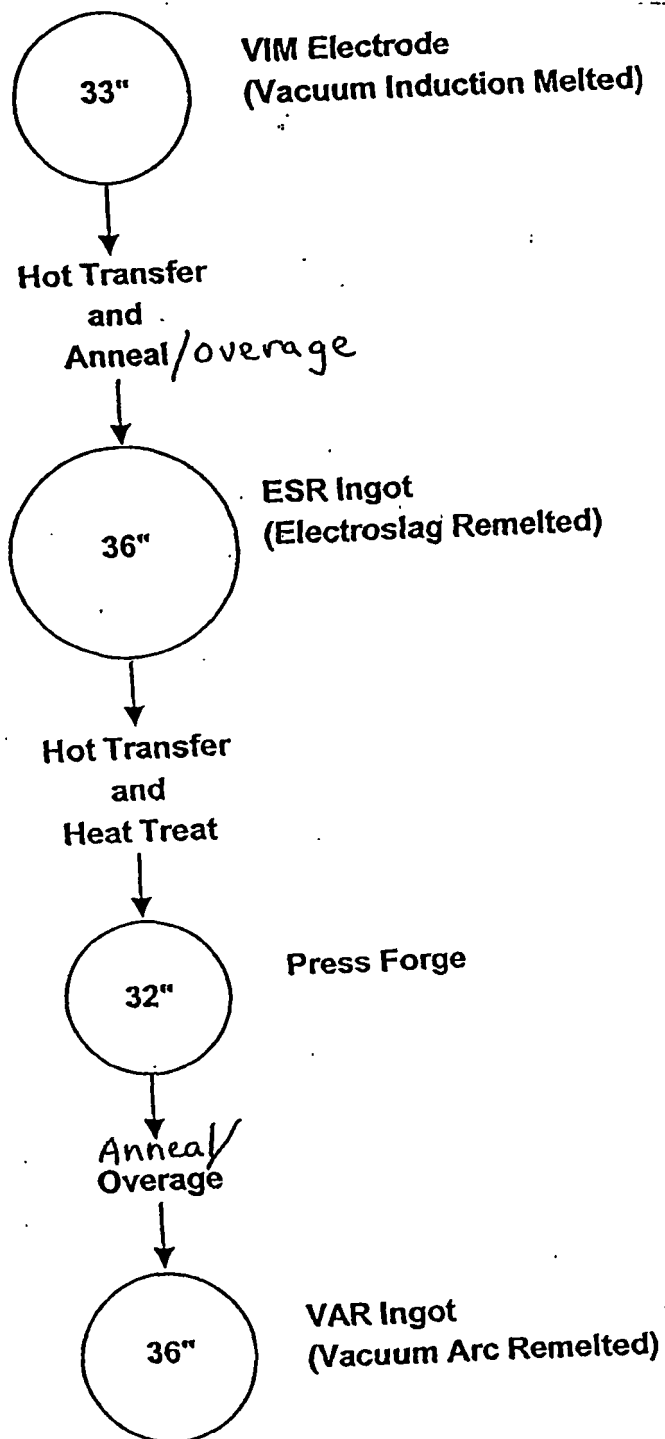 33"
VIM Electrode
(Vacuum Induction Melted)
Hot Transfer
and
Anneal/overage
36"
ESR Ingot
(Electroslag Remelted)
Hot Transfer
and
Heat Treat
32"
Press Forge
Anneal/
Overage
36"
VAR Ingot
(Vacuum Arc Remelted)